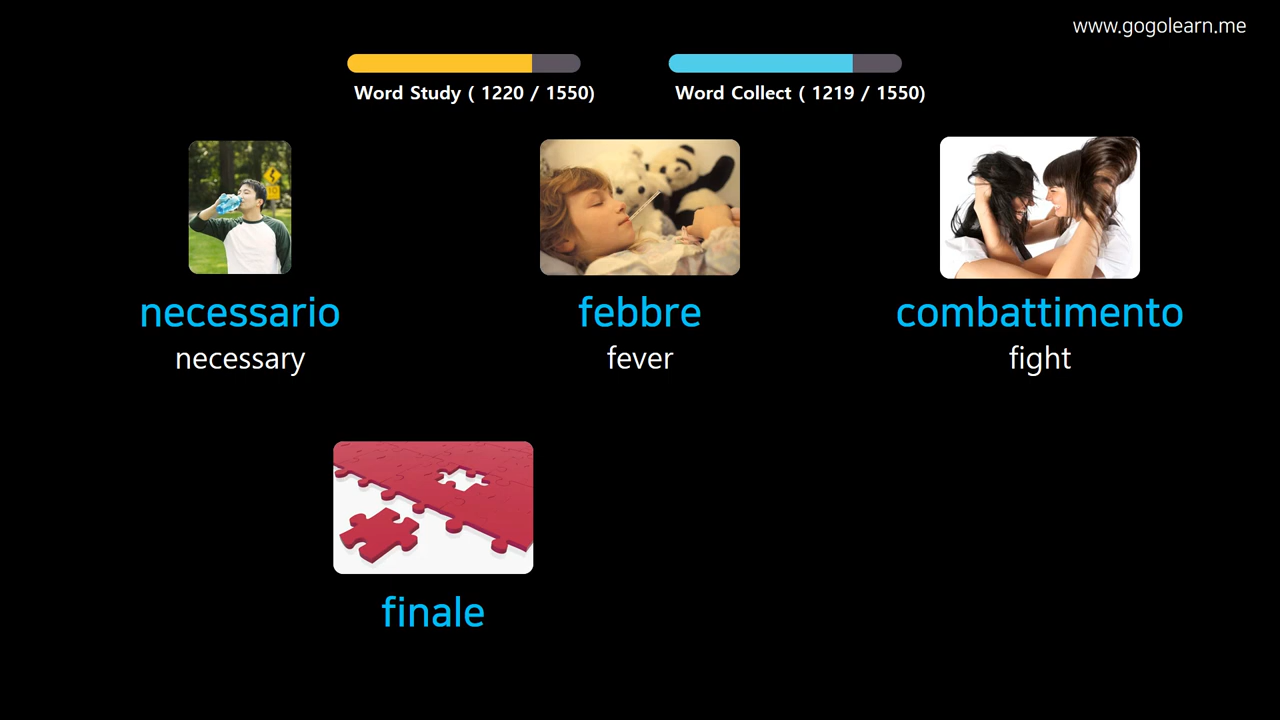 www.gogolearn.me
Word Study ( 1220 / 1550)
Word Collect ( 1219 / 1550)
necessario
necessary
febbre
fever
combattimento
fight
finale